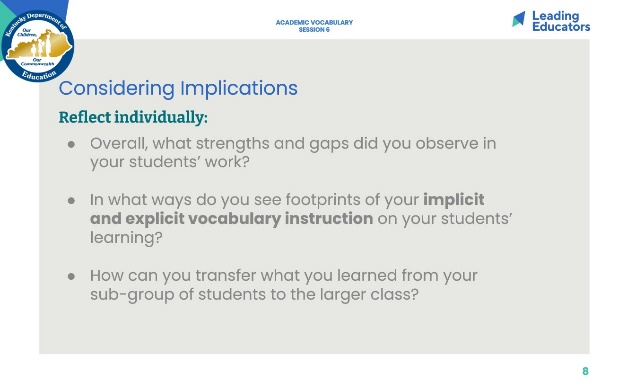 Kentucky Department of
Our
Children,
Our
Commonwealth
Education
ACADEMIC VOCABULARY
SESSION 6
Leading
Educators
Considering Implications
Reflect individually:
● Overall, what strengths and gaps did you observe in
your students’ work?
● In what ways do you see footprints of your implicit
and explicit vocabulary instruction on your students’
learning?
● How can you transfer what you learned from your
sub-group of students to the larger class?
8